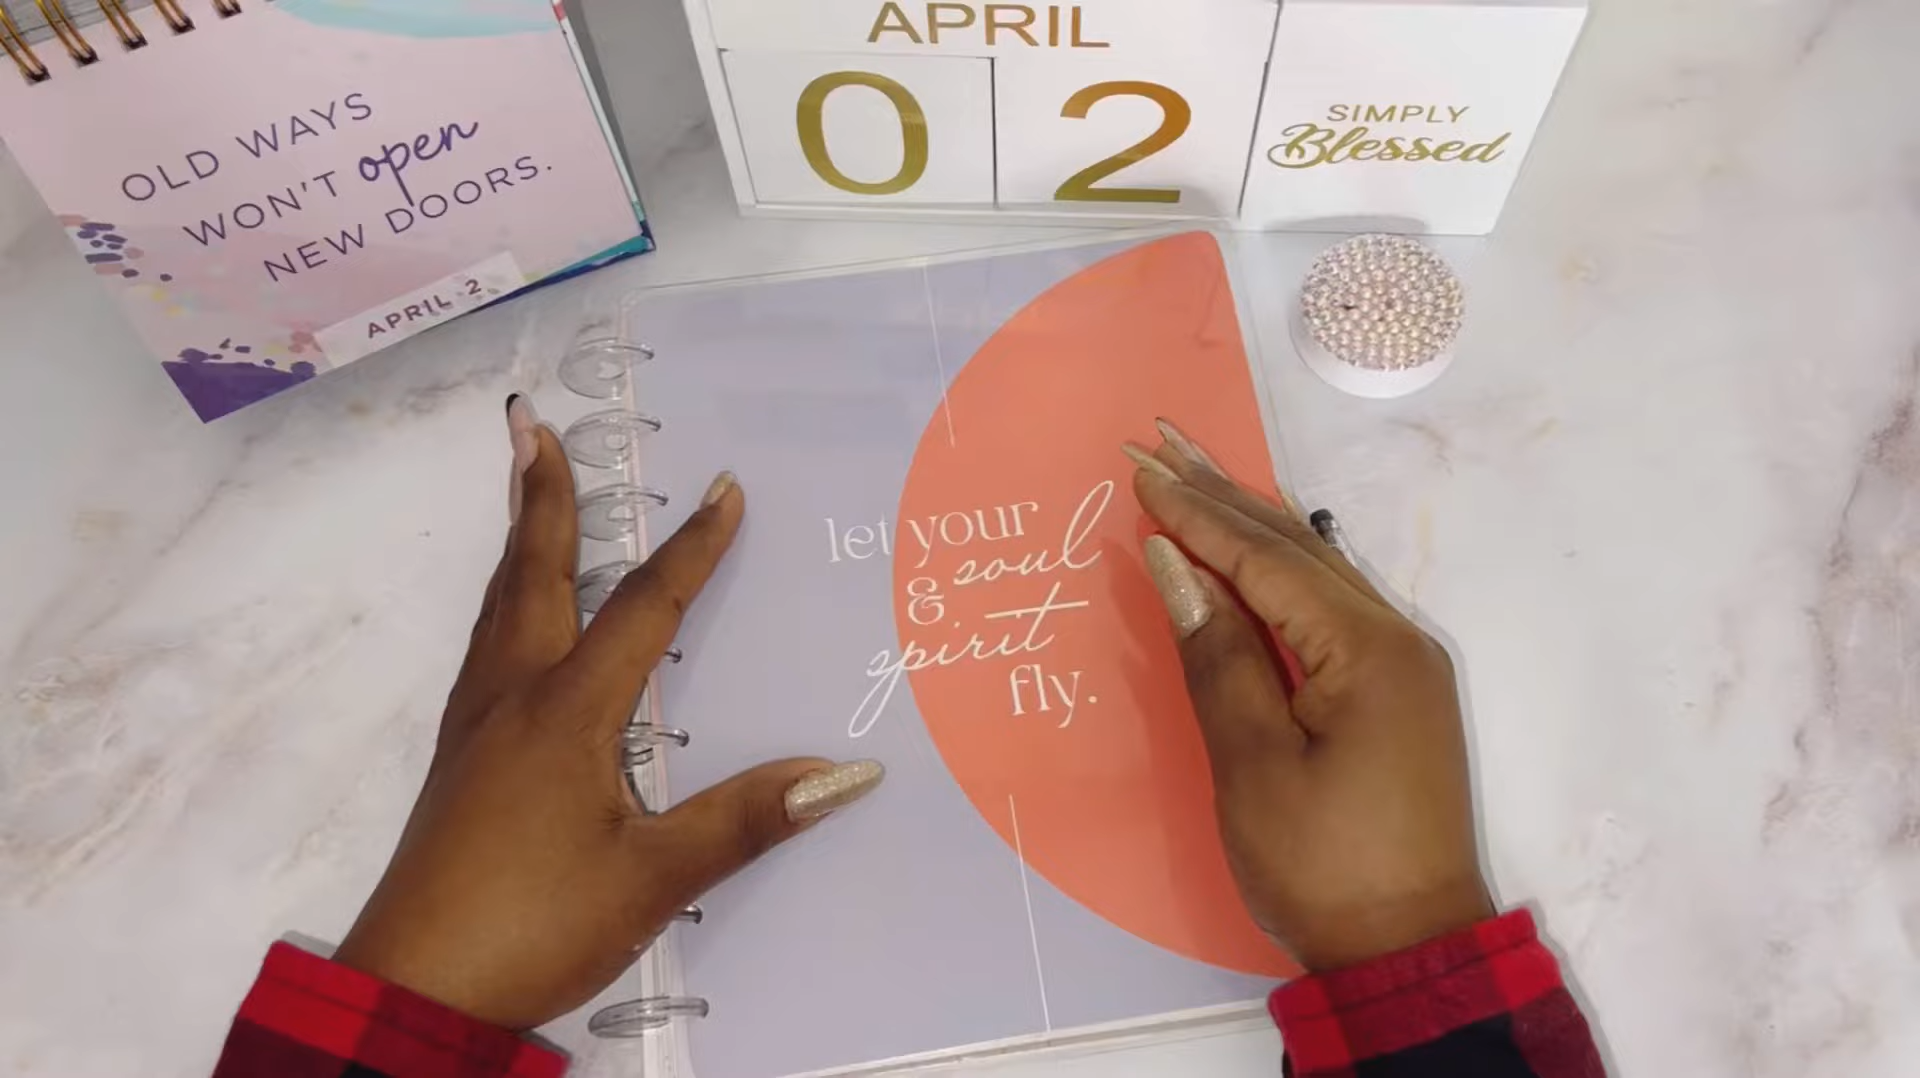 OLD WAYS
WON'T open
NEW DOORS.
APRIL 2
APRIL
0 2
SIMPLY
Blessed
let your
& soul
spirit
fly.